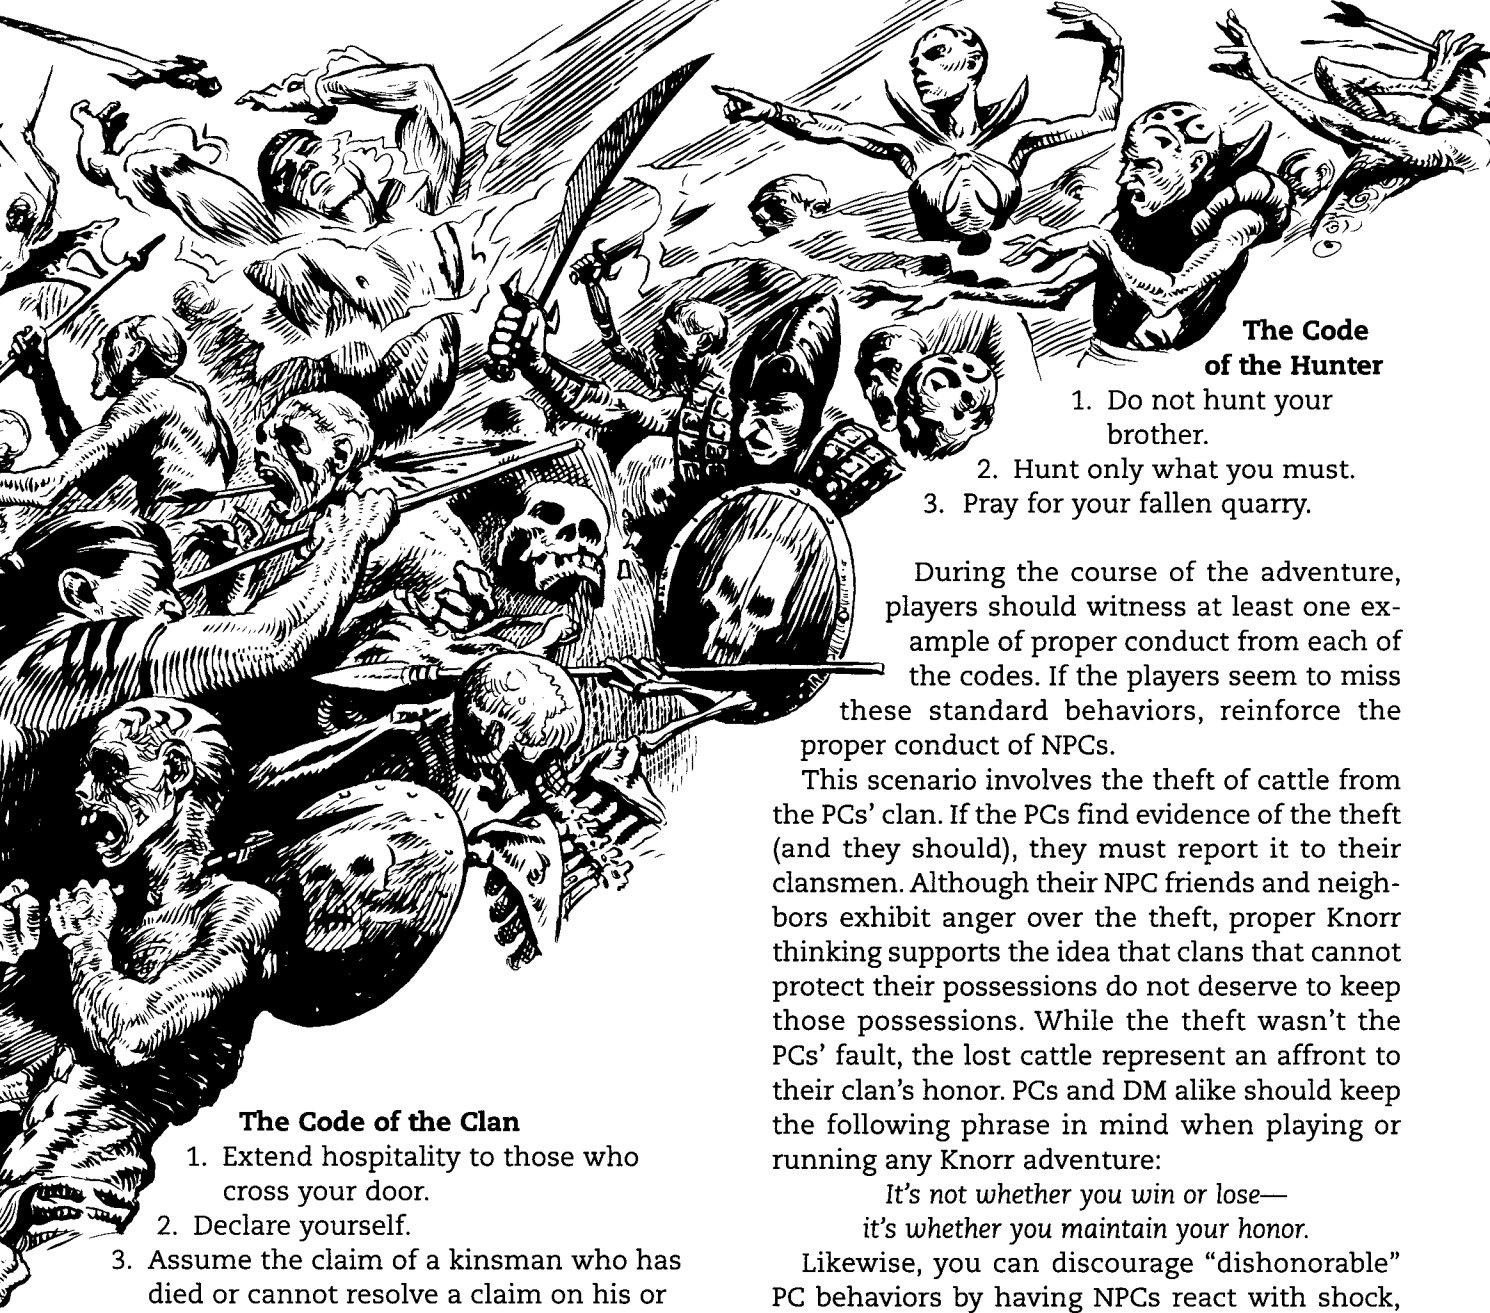 The Code of the Clan
1. Extend hospitality to those who
cross your door.
2. Declare yourself.
3. Assume the claim of a kinsman who has
died or cannot resolve a claim on his or
The Code
of the Hunter
1. Do not hunt your
brother.
2. Hunt only what you must.
3. Pray for your fallen quarry.
During the course of the adventure,
players should witness at least one ex-
ample of proper conduct from each of
the codes. If the players seem to miss
these standard behaviors, reinforce the
proper conduct of NPCs.
This scenario involves the theft of cattle from
the PCs’ clan. If the PCs find evidence of the theft
(and they should), they must report it to their
clansmen. Although their NPC friends and neigh-
bors exhibit anger over the theft, proper Knorr
thinking supports the idea that clans that cannot
protect their possessions do not deserve to keep
those possessions. While the theft wasn’t the
PCs’ fault, the lost cattle represent an affront to
their clan’s honor. PCs and DM alike should keep
the following phrase in mind when playing or
running any Knorr adventure:
It’s not whether you win or lose—
it’s whether you maintain your honor.
Likewise, you can discourage “dishonorable”
PC behaviors by having NPCs react with shock,